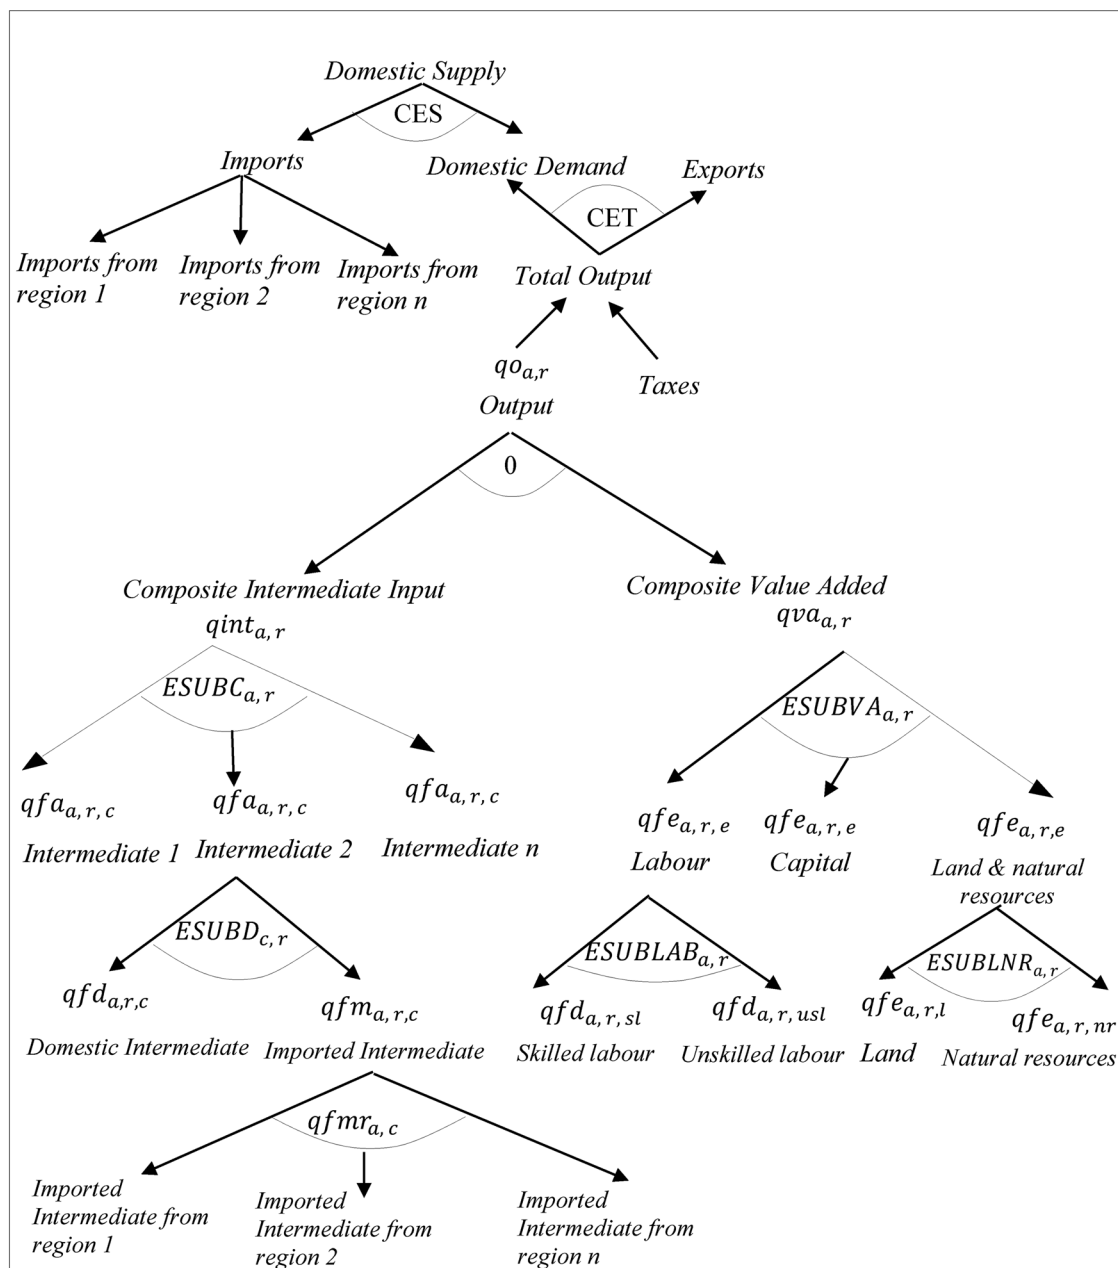 Domestic Supply
CES
Imports
Domestic Demand
Exports
CET
Imports from
region 1
Imports from
region 2
Imports from
region n
Total Output
qo_{a,r}
Output
Taxes
0
Composite Intermediate Input
qint_{a,r}
Composite Value Added
qva_{a,r}
ESUBC_{a,r}
ESUBVA_{a,r}
qfa_{a,r,c}
Intermediate 1
qfa_{a,r,c}
Intermediate 2
qfa_{a,r,c}
Intermediate n
qfe_{a,r,e}
Labour
qfe_{a,r,e}
Capital
qfe_{a,r,e}
Land & natural
resources
ESUBD_{c,r}
ESUBLAB_{a,r}
ESUBLNR_{a,r}
qfd_{a,r,c}
Domestic Intermediate
qfm_{a,r,c}
Imported Intermediate
qfd_{a,r,sl}
Skilled labour
qfd_{a,r,usl}
Unskilled labour
qfe_{a,r,l}
Land
qfe_{a,r,nr}
Natural resources
qfmr_{a,c}
Imported
Intermediate from
region 1
Imported
Intermediate from
region 2
Imported
Intermediate from
region n